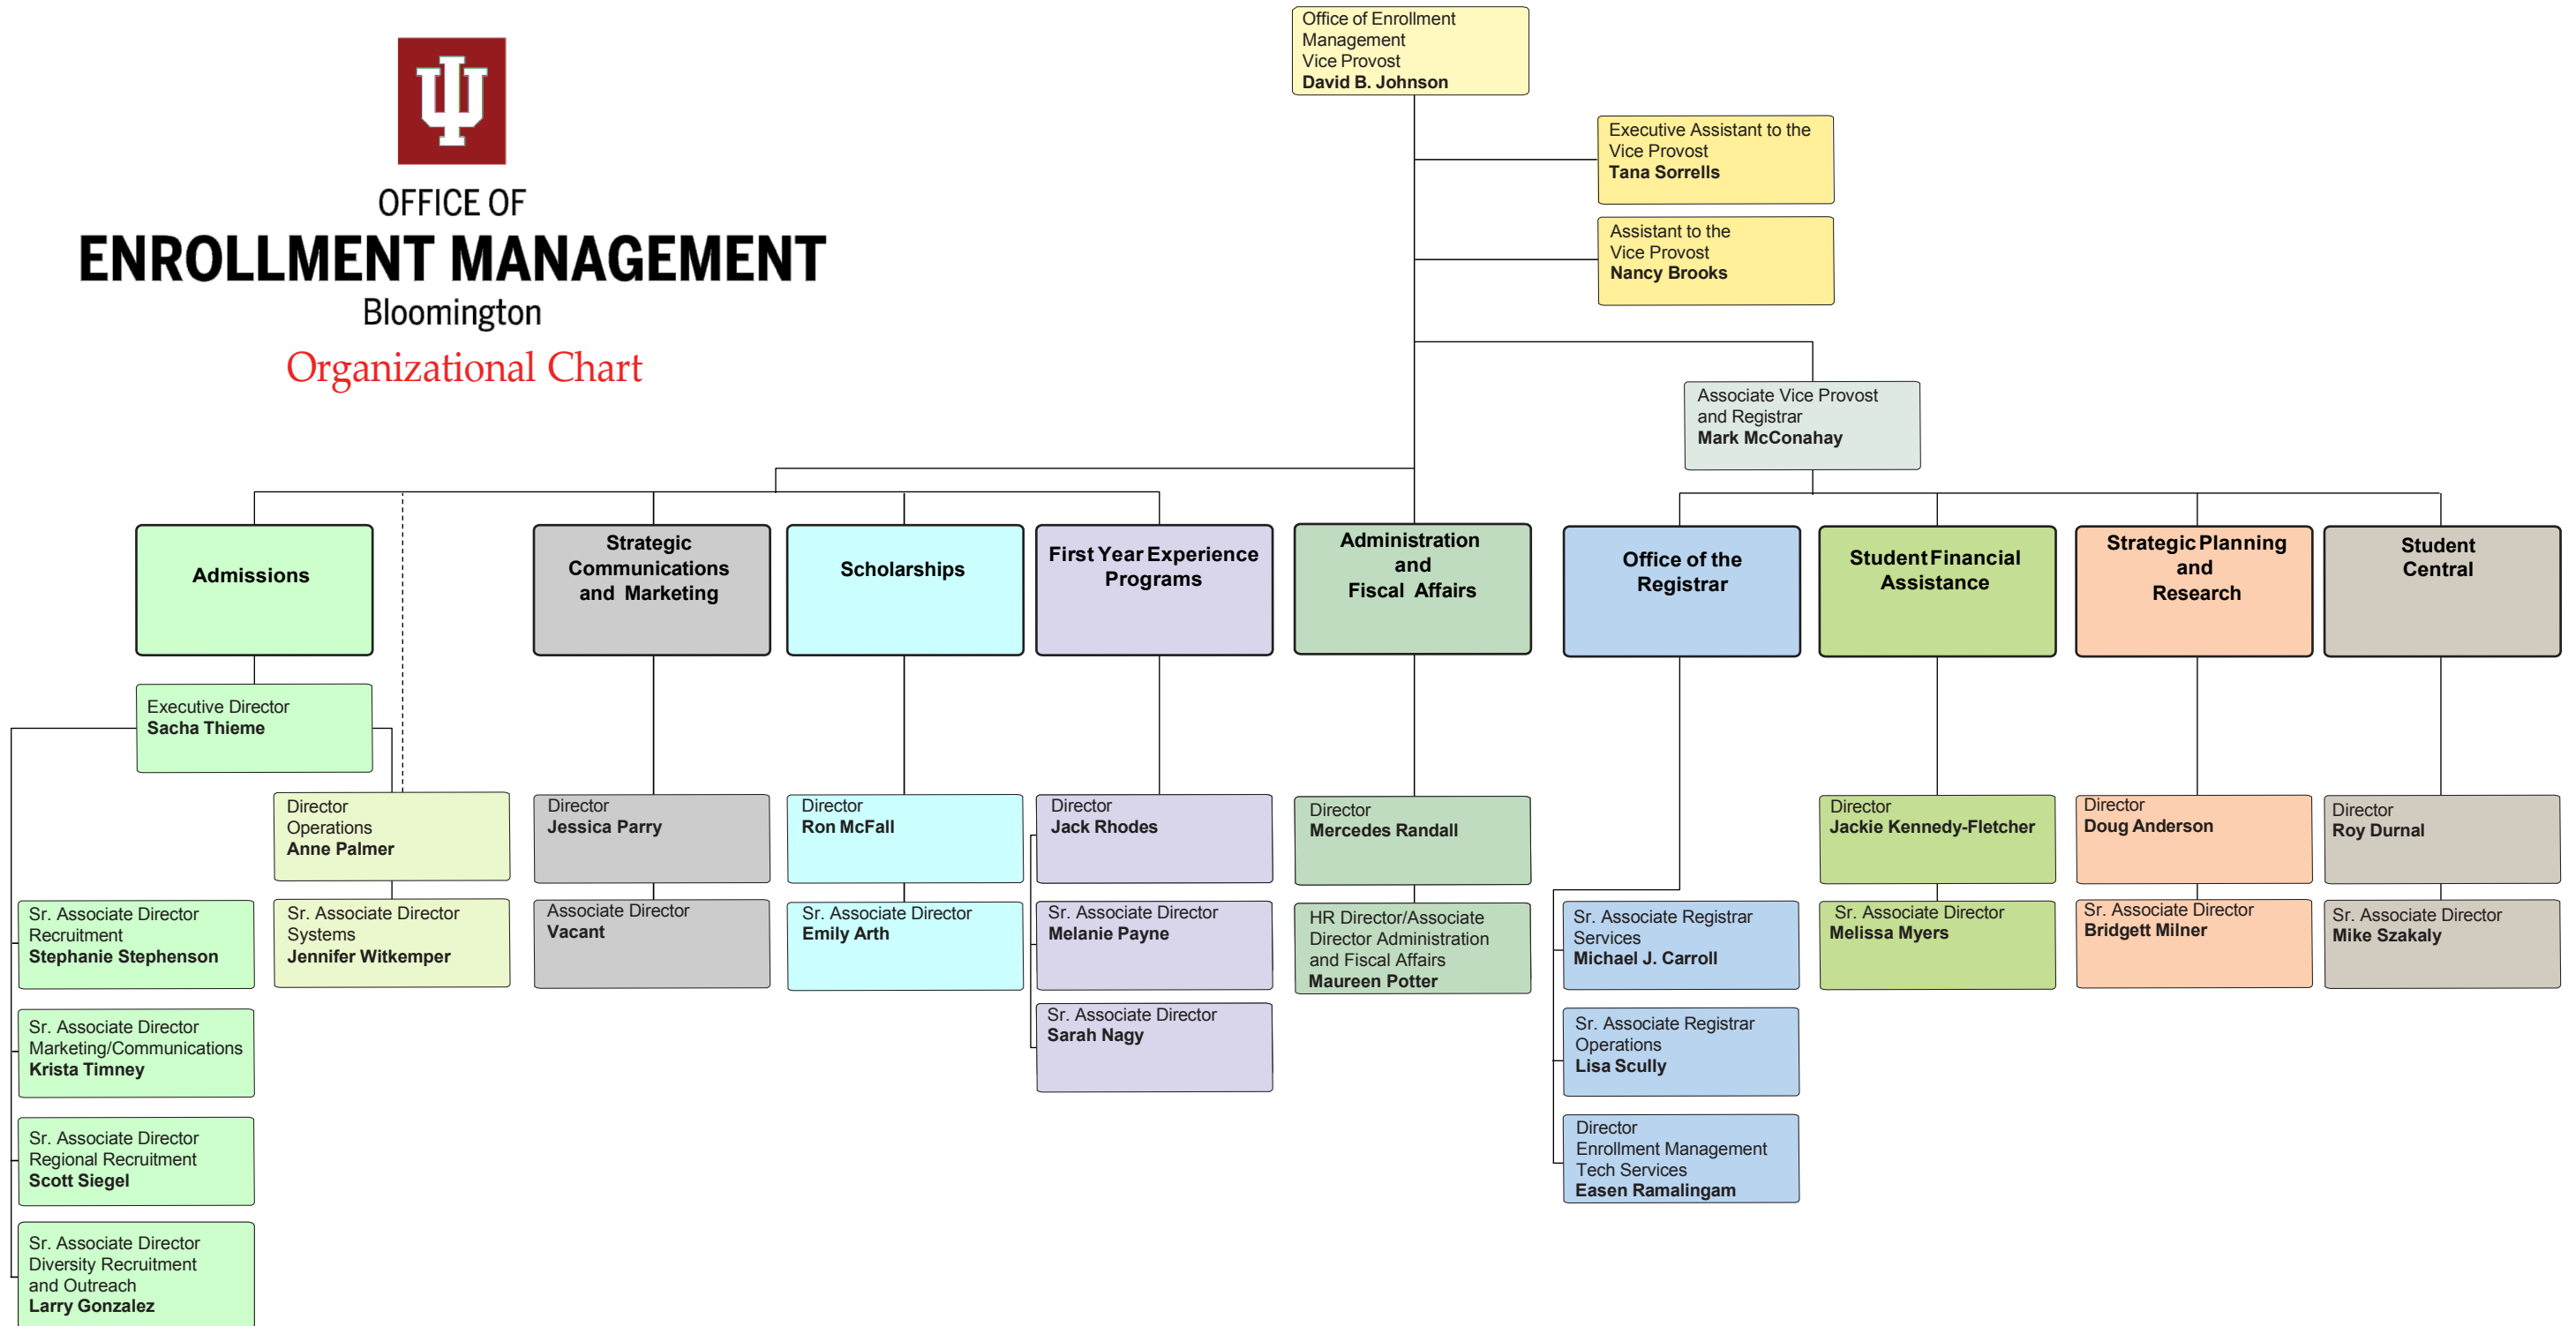 OFFICE OF
ENROLLMENT MANAGEMENT
Bloomington
Organizational Chart
Office of Enrollment
Management
Vice Provost
David B. Johnson
Executive Assistant to the
Vice Provost
Tana Sorrells
Assistant to the
Vice Provost
Nancy Brooks
Associate Vice Provost
and Registrar
Mark McConahay
Admissions
Strategic
Communications
and Marketing
Scholarships
First Year Experience
Programs
Administration
and
Fiscal Affairs
Office of the
Registrar
Student Financial
Assistance
Strategic Planning
and
Research
Student
Central
Executive Director
Sacha Thieme
Director
Operations
Anne Palmer
Director
Jessica Parry
Director
Ron McFall
Director
Jack Rhodes
Director
Mercedes Randall
Director
Jackie Kennedy-Fletcher
Director
Doug Anderson
Director
Roy Durnal
Sr. Associate Director
Recruitment
Stephanie Stephenson
Sr. Associate Director
Systems
Jennifer Witkemper
Associate Director
Vacant
Sr. Associate Director
Emily Arth
Sr. Associate Director
Melanie Payne
HR Director/Associate
Director Administration
and Fiscal Affairs
Maureen Potter
Sr. Associate Registrar
Services
Michael J. Carroll
Sr. Associate Director
Melissa Myers
Sr. Associate Director
Bridgett Milner
Sr. Associate Director
Mike Szakaly
Sr. Associate Director
Marketing/Communications
Krista Timney
Sr. Associate Director
Sarah Nagy
Sr. Associate Registrar
Operations
Lisa Scully
Sr. Associate Director
Regional Recruitment
Scott Siegel
Director
Enrollment Management
Tech Services
Easen Ramalingam
Sr. Associate Director
Diversity Recruitment
and Outreach
Larry Gonzalez